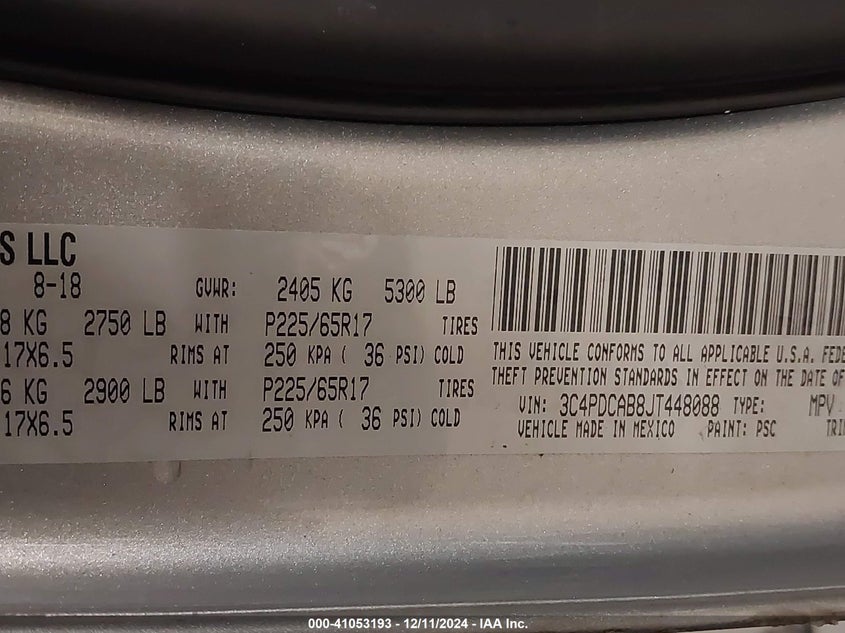 S LLC
8-18 GVWR: 2405 KG 5300 LB
8 KG 2750 LB WITH P225/65R17 TIRES
17X6.5 RIMS AT 250 KPA ( 36 PSI) COLD
6 KG 2900 LB WITH P225/65R17 TIRES
17X6.5 RIMS AT 250 KPA ( 36 PSI) COLD
THIS VEHICLE CONFORMS TO ALL APPLICABLE U.S.A. FEDE
THEFT PREVENTION STANDARDS IN EFFECT ON THE D
VIN: 3C4PDCAB8JT448088 TYPE: MPV
VEHICLE MADE IN MEXICO PAINT: PSC TRI
000-41053193 - 12/11/2024 - IAA Inc.